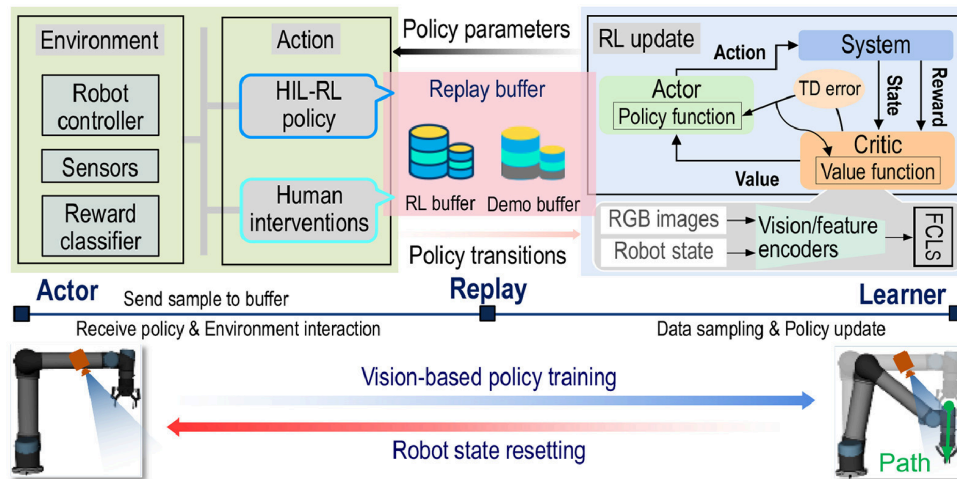 Environment
Robot
controller
Sensors
Reward
classifier
Action
HIL-RL
policy
Human
interventions
Policy parameters
Replay buffer
RL buffer
Demo buffer
Policy transitions
RL update
Action
System
Actor
Policy function
TD error
State
Reward
Critic
Value function
Value
RGB images
Robot state
Vision/feature
encoders
FCLS
Actor
Send sample to buffer
Replay
Learner
Receive policy & Environment interaction
Data sampling & Policy update
Vision-based policy training
Robot state resetting
Path